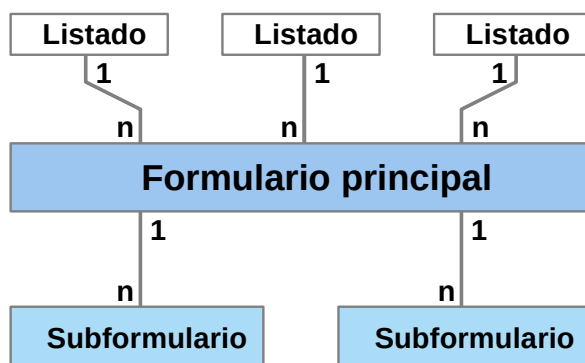 Listado Listado Listado
1 1 1
n n n
Formulario principal
1 1
n n
Subformulario Subformulario